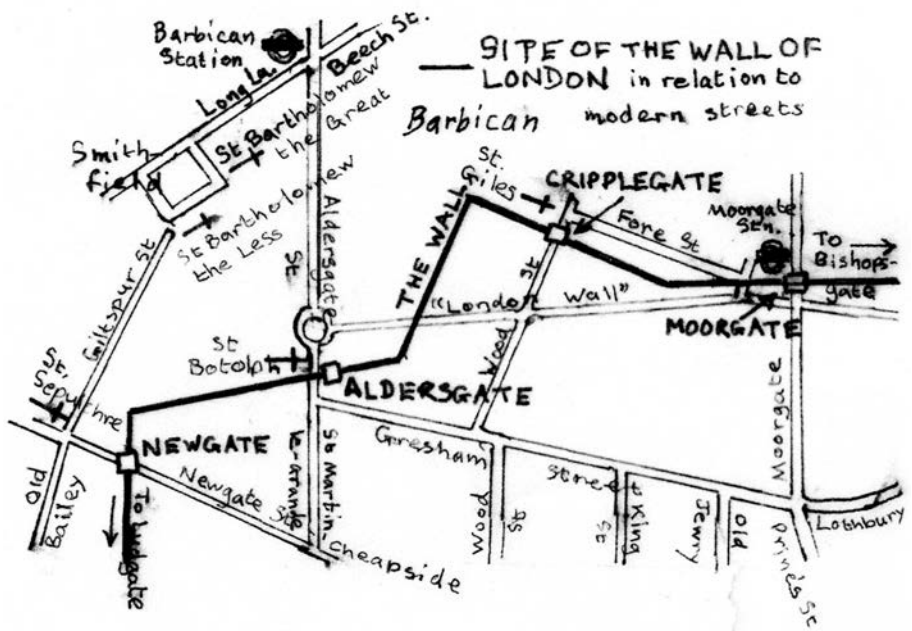 Barbican
Station
Long La.
Beech St.
SITE OF THE WALL OF
LONDON in relation to
modern streets
Barbican
Smith-
field
St Bartholomew
the Great
St Bartholomew
the Less
St.
Giles
CRIPPLEGATE
Fore St
Moorgate
Stn.
TO
Bishops-
gate
Aldersgate
St
THE WALL
"London Wall"
Wood St
MOORGATE
Giltspur St
St
Botolph
ALDERSGATE
St.
Sepulchre
NEWGATE
Newgate St.
Old
Bailey
To Ludgate
St Martin-
le-Grande
Cheapside
Gresham Street
Wood St
King St
Old
Jewry
Moorgate
Lothbury
Prince's St